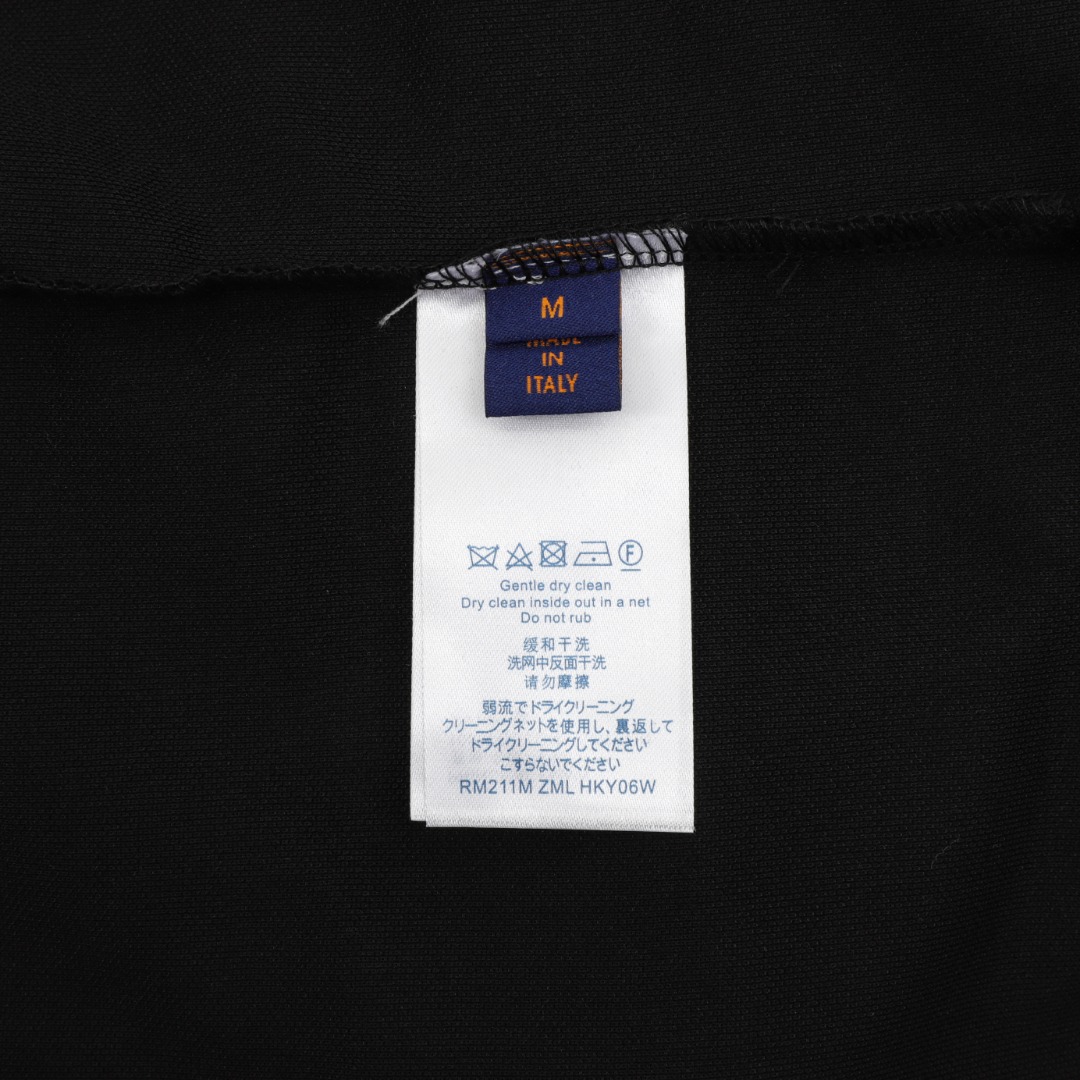 M
MADE
IN
ITALY
F
Gentle dry clean
Dry clean inside out in a net
Do not rub
缓和干洗
洗网中反面干洗
请勿摩擦
弱流でドライクリーニング
クリーニングネットを使用し、裏返して
ドライクリーニングしてください
こすらないでください
RM211M ZML HKY06W